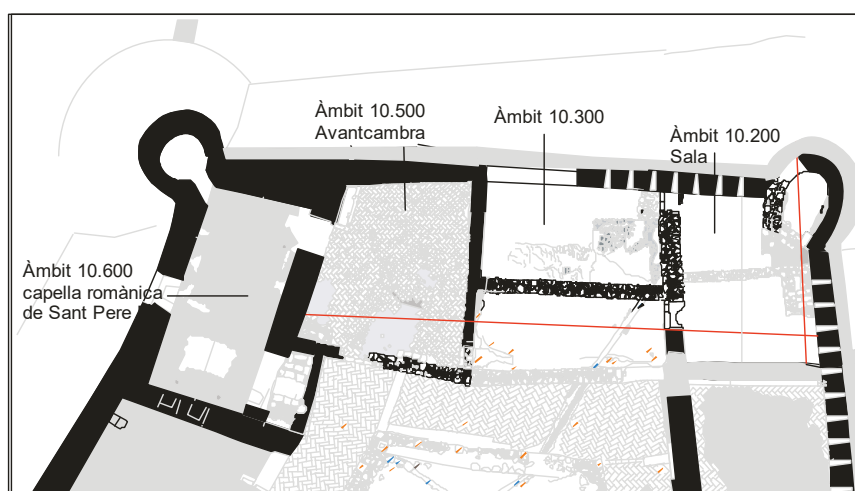 Àmbit 10.500
Avantcambra
Àmbit 10.300
Àmbit 10.200
Sala
Àmbit 10.600
capella romànica
de Sant Pere